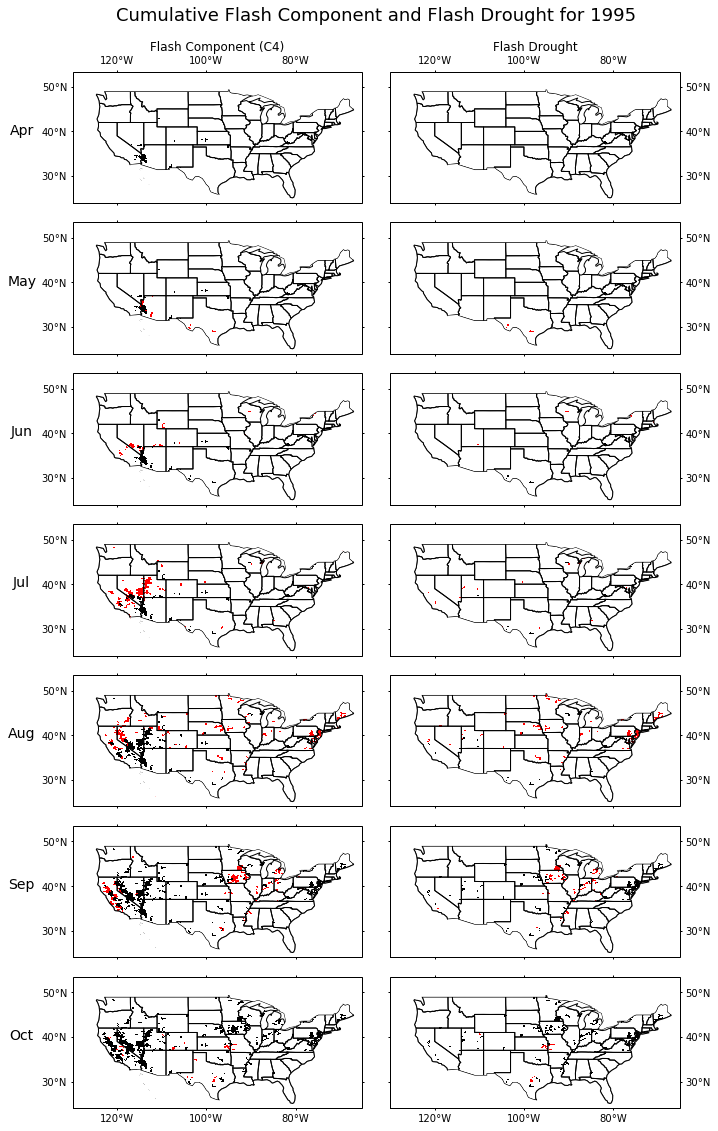 Cumulative Flash Component and Flash Drought for 1995
Flash Component (C4) Flash Drought
120°W 100°W 80°W 120°W 100°W 80°W
50°N 50°N
Apr 40°N 40°N
30°N 30°N
50°N 50°N
May 40°N 40°N
30°N 30°N
50°N 50°N
Jun 40°N 40°N
30°N 30°N
50°N 50°N
Jul 40°N 40°N
30°N 30°N
50°N 50°N
Aug 40°N 40°N
30°N 30°N
50°N 50°N
Sep 40°N 40°N
30°N 30°N
50°N 50°N
Oct 40°N 40°N
30°N 30°N
120°W 100°W 80°W 120°W 100°W 80°W